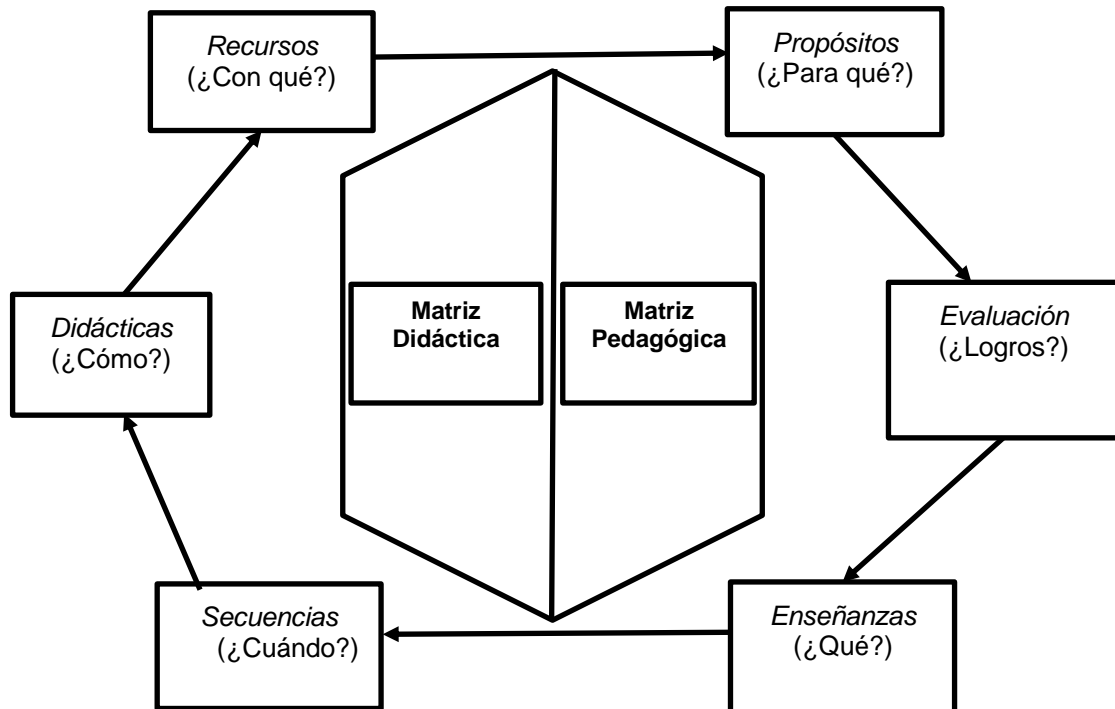 Recursos
(¿Con qué?)
Propósitos
(¿Para qué?)
Matriz
Didáctica
Matriz
Pedagógica
Didácticas
(¿Cómo?)
Evaluación
(¿Logros?)
Secuencias
(¿Cuándo?)
Enseñanzas
(¿Qué?)